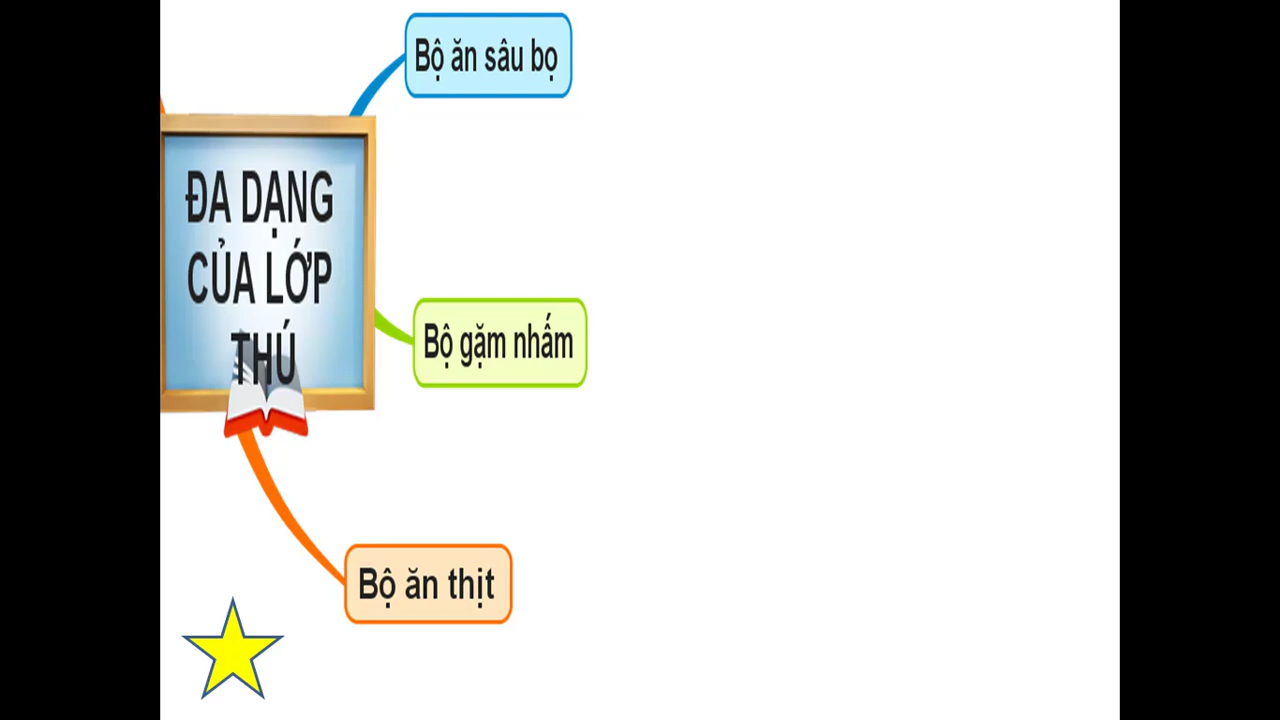 Bộ ăn sâu bọ
ĐA DẠNG
CỦA LỚP
THÚ
Bộ gặm nhấm
Bộ ăn thịt